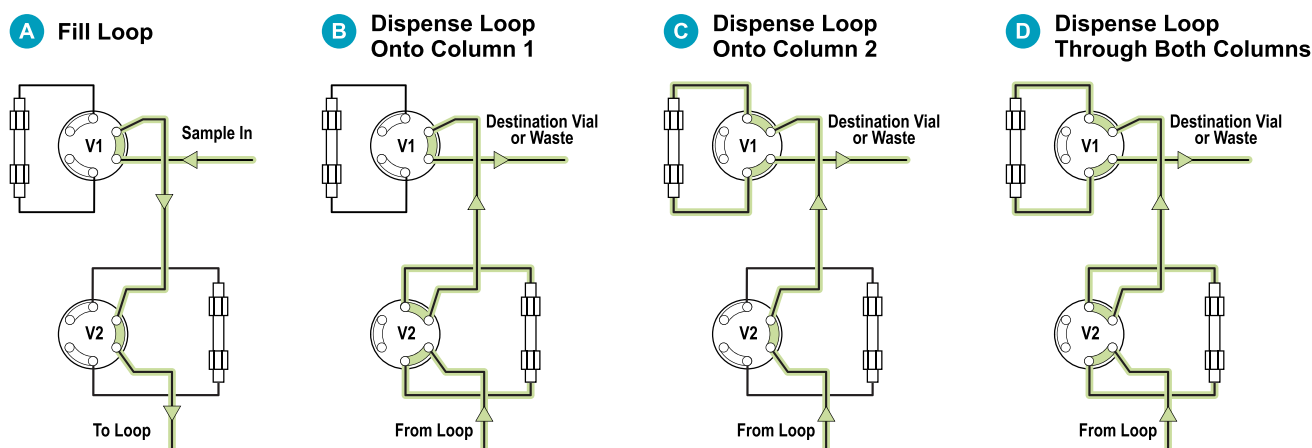 A Fill Loop
V1
Sample In
V2
To Loop
B Dispense Loop
Onto Column 1
Destination Vial
or Waste
V1
V2
From Loop
C Dispense Loop
Onto Column 2
Destination Vial
or Waste
V1
V2
From Loop
D Dispense Loop
Through Both Columns
Destination Vial
or Waste
V1
V2
From Loop